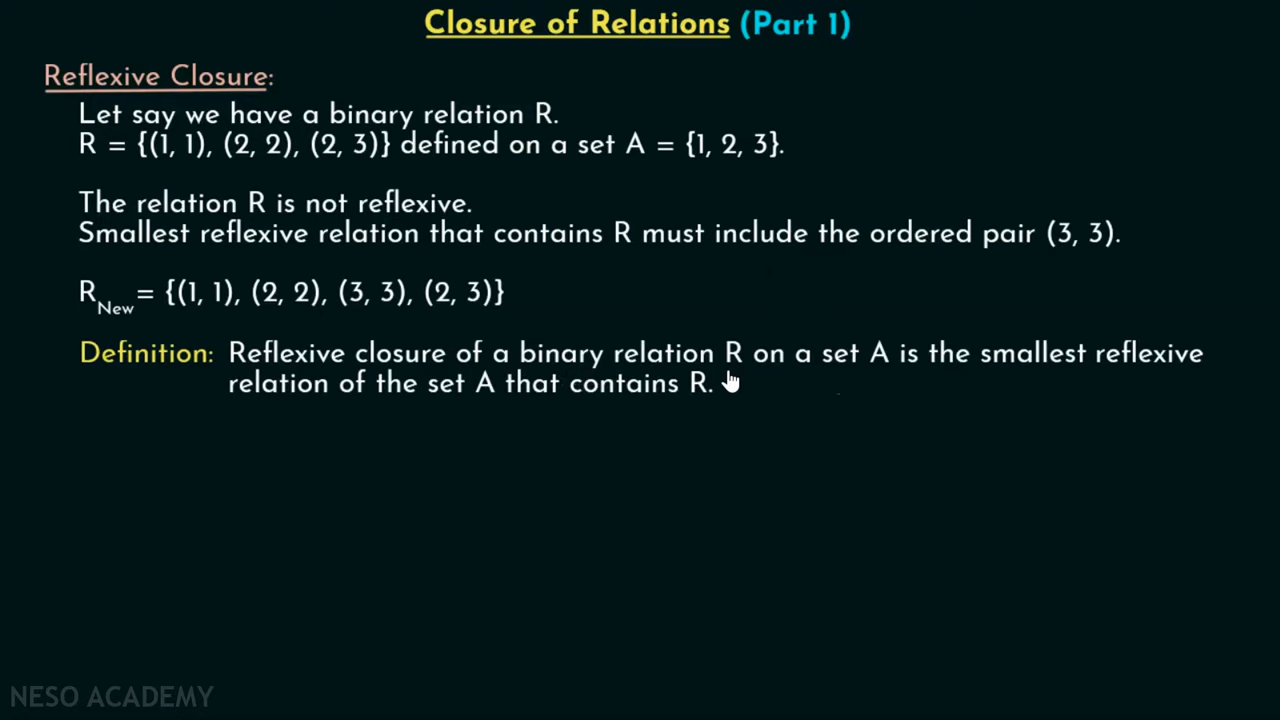 Closure of Relations (Part 1)
Reflexive Closure:
Let say we have a binary relation R.
R = {(1, 1), (2, 2), (2, 3)} defined on a set A = {1, 2, 3}.
The relation R is not reflexive.
Smallest reflexive relation that contains R must include the ordered pair (3, 3).
R New = {(1, 1), (2, 2), (3, 3), (2, 3)}
Definition: Reflexive closure of a binary relation R on a set A is the smallest reflexive
relation of the set A that contains R.
NESO ACADEMY